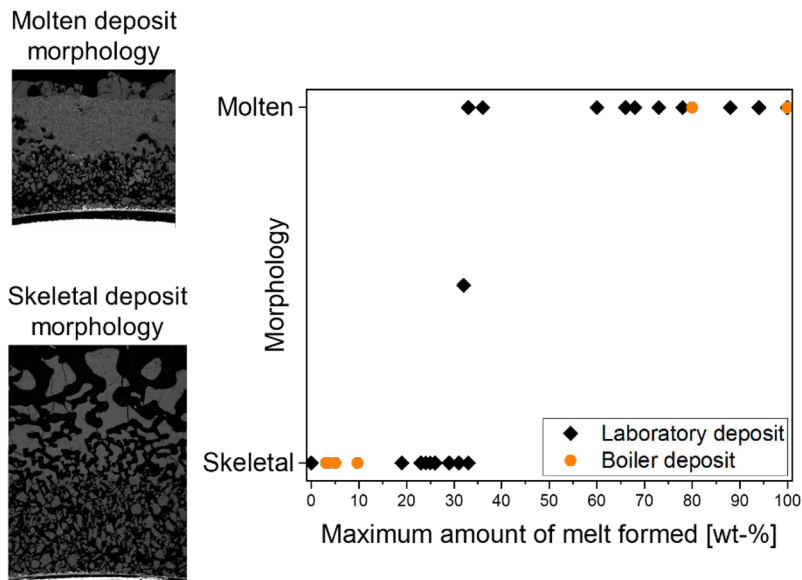 Molten deposit
morphology
Skeletal deposit
morphology
Morphology
Molten
Skeletal
Laboratory deposit
Boiler deposit
0 10 20 30 40 50 60 70 80 90 100
Maximum amount of melt formed [wt-%]